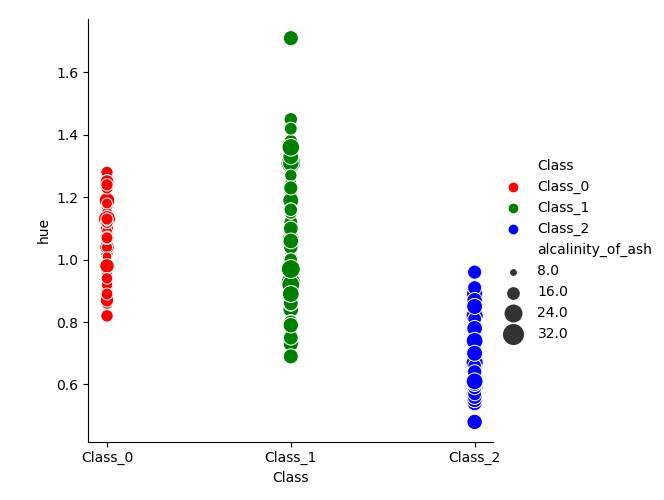 1.6
1.4
1.2
1.0
0.8
0.6
hue
Class_0
Class_1
Class_2
Class
Class
Class_0
Class_1
Class_2
alcalinity_of_ash
8.0
16.0
24.0
32.0